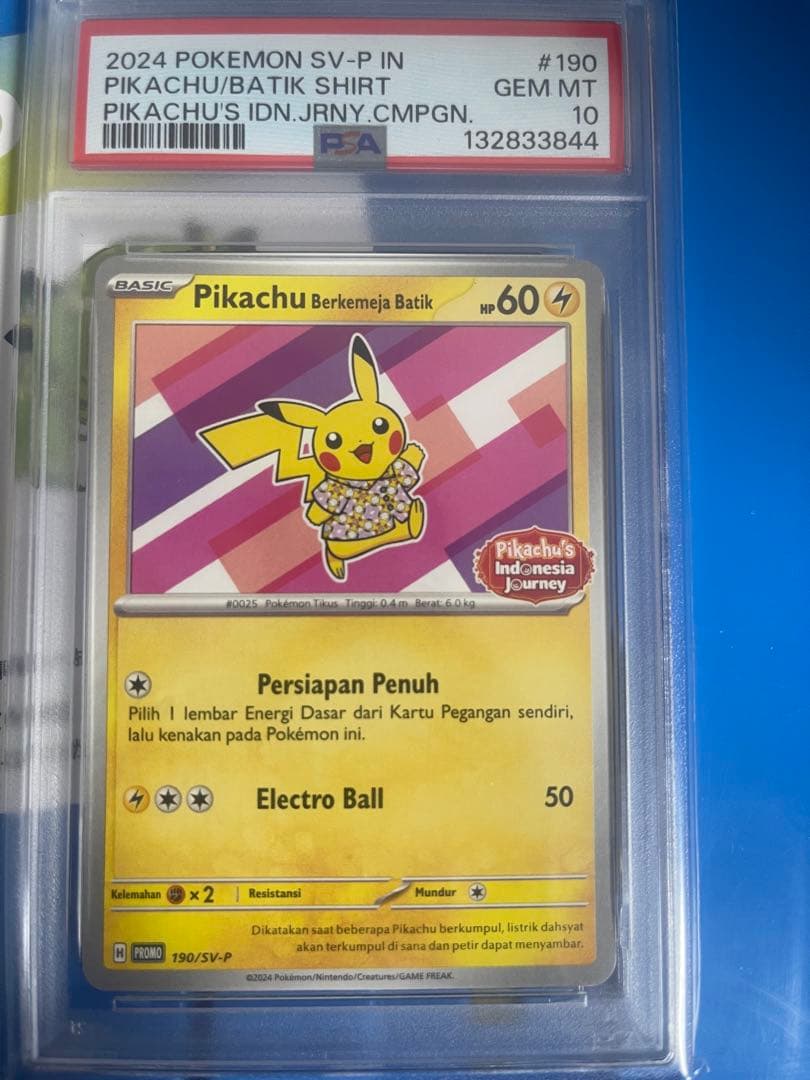 2024 POKEMON SV-P IN #190
PIKACHU/BATIK SHIRT GEM MT
PIKACHU'S IDN.JRNY.CMPGN. 10
PSA 132833844
BASIC Pikachu Berkemeja Batik HP 60
Pikachu's
Indonesia
Journey
#0025 Pokémon Tikus Tinggi: 0.4 m Berat: 6.0 kg
Persiapan Penuh
Pilih 1 lembar Energi Dasar dari Kartu Pegangan sendiri,
lalu kenakan pada Pokémon ini.
Electro Ball 50
Kelemahan x2 Resistansi Mundur
Dikatakan saat beberapa Pikachu berkumpul, listrik dahsyat
akan terkumpul di sana dan petir dapat menyambar.
H PROMO 190/SV-P
©2024 Pokémon/Nintendo/Creatures/GAME FREAK.